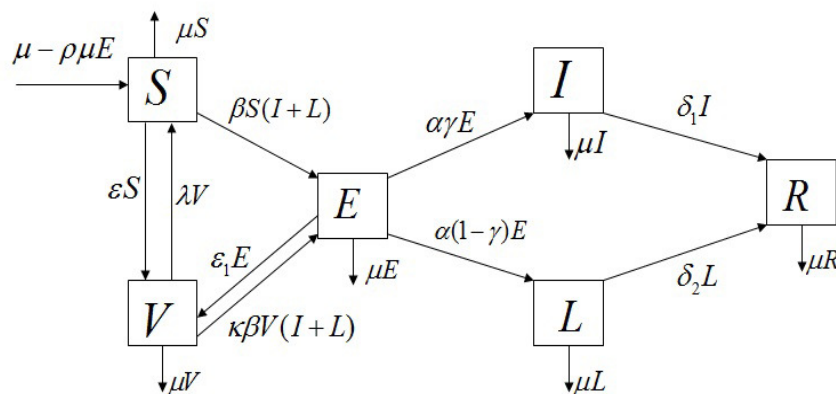 μS
μ − ρμE
S
βS(I + L)
εS
λV
E
ε₁E
μE
κβV(I + L)
V
μV
αγE
I
μI
δ₁I
α(1 − γ)E
L
μL
δ₂L
R
μR